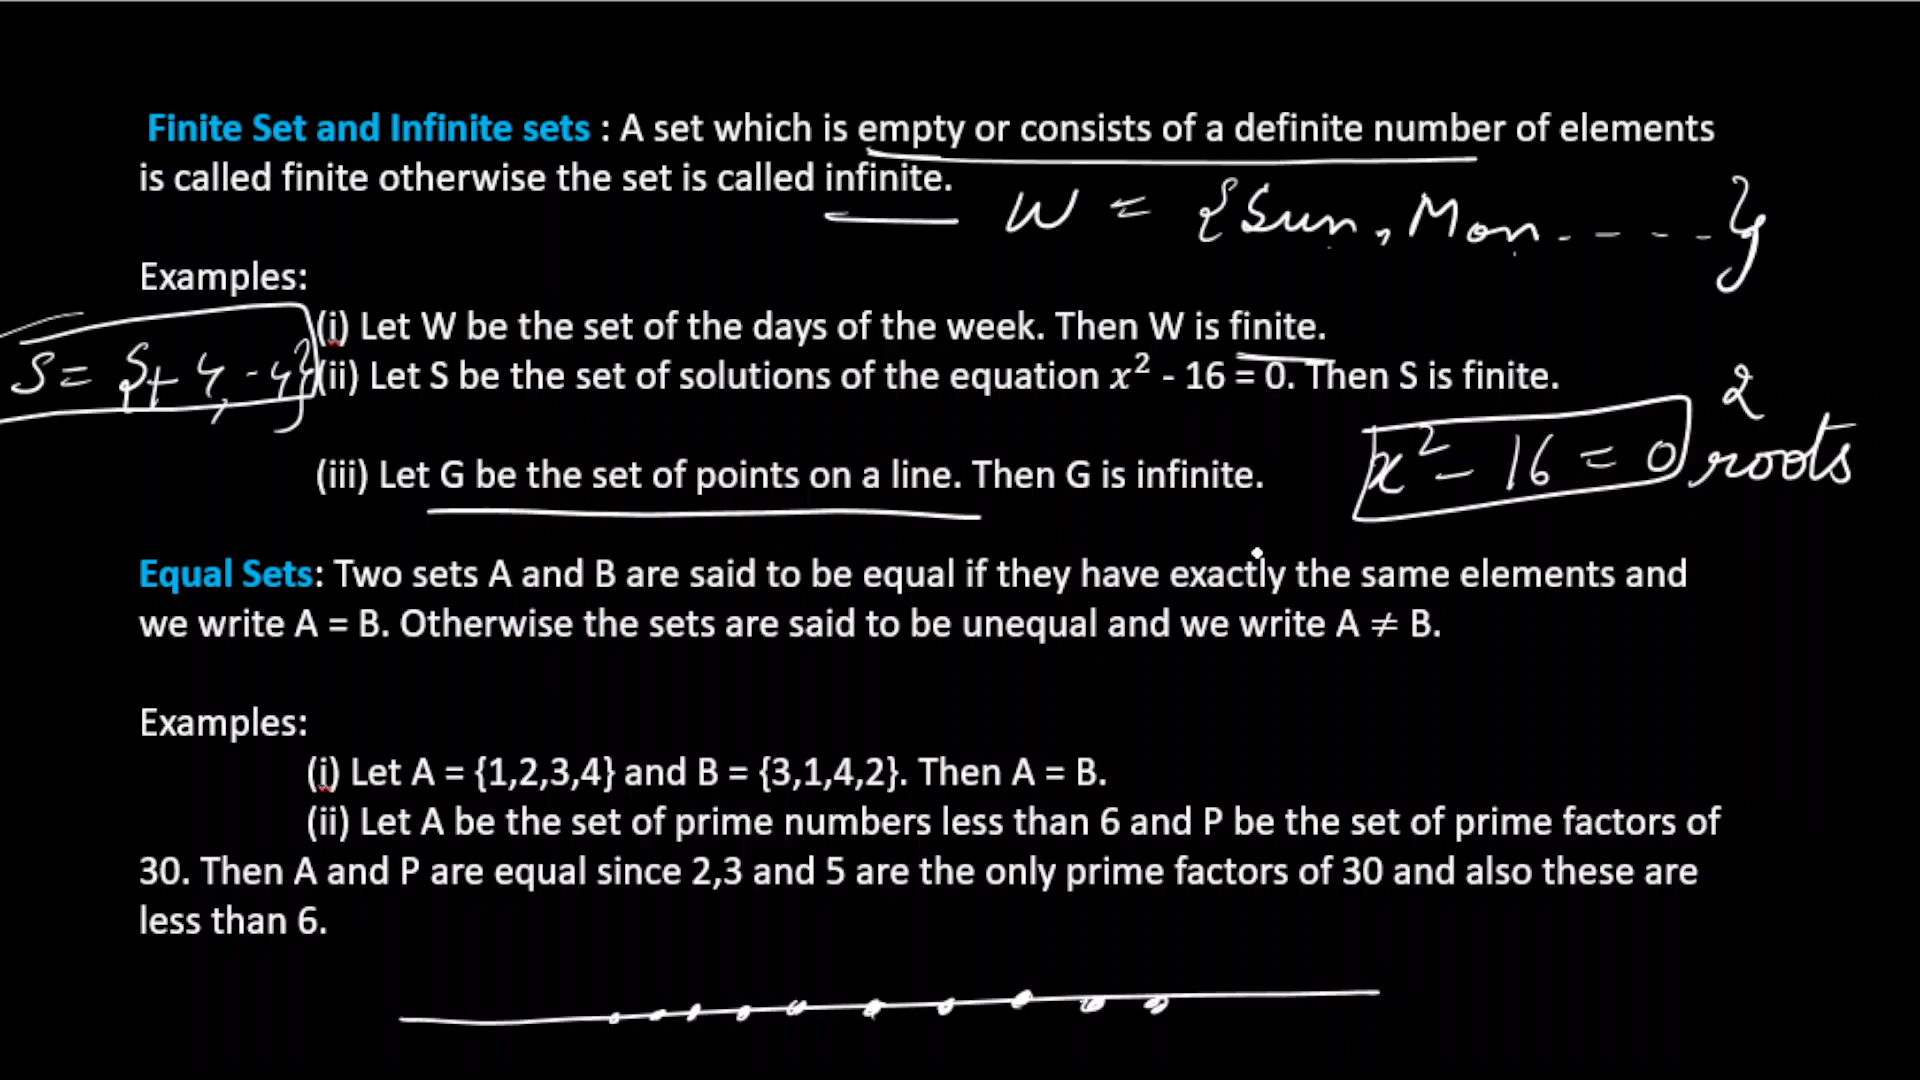 Finite Set and Infinite sets : A set which is empty or consists of a definite number of elements
is called finite otherwise the set is called infinite.
W = {Sun, Mon. - - . . - }
Examples:
(i) Let W be the set of the days of the week. Then W is finite.
S = {+4, -4}
(ii) Let S be the set of solutions of the equation x² - 16 = 0. Then S is finite.
x² - 16 = 0
2
roots
(iii) Let G be the set of points on a line. Then G is infinite.
Equal Sets: Two sets A and B are said to be equal if they have exactly the same elements and
we write A = B. Otherwise the sets are said to be unequal and we write A ≠ B.
Examples:
(i) Let A = {1,2,3,4} and B = {3,1,4,2}. Then A = B.
(ii) Let A be the set of prime numbers less than 6 and P be the set of prime factors of
30. Then A and P are equal since 2,3 and 5 are the only prime factors of 30 and also these are
less than 6.